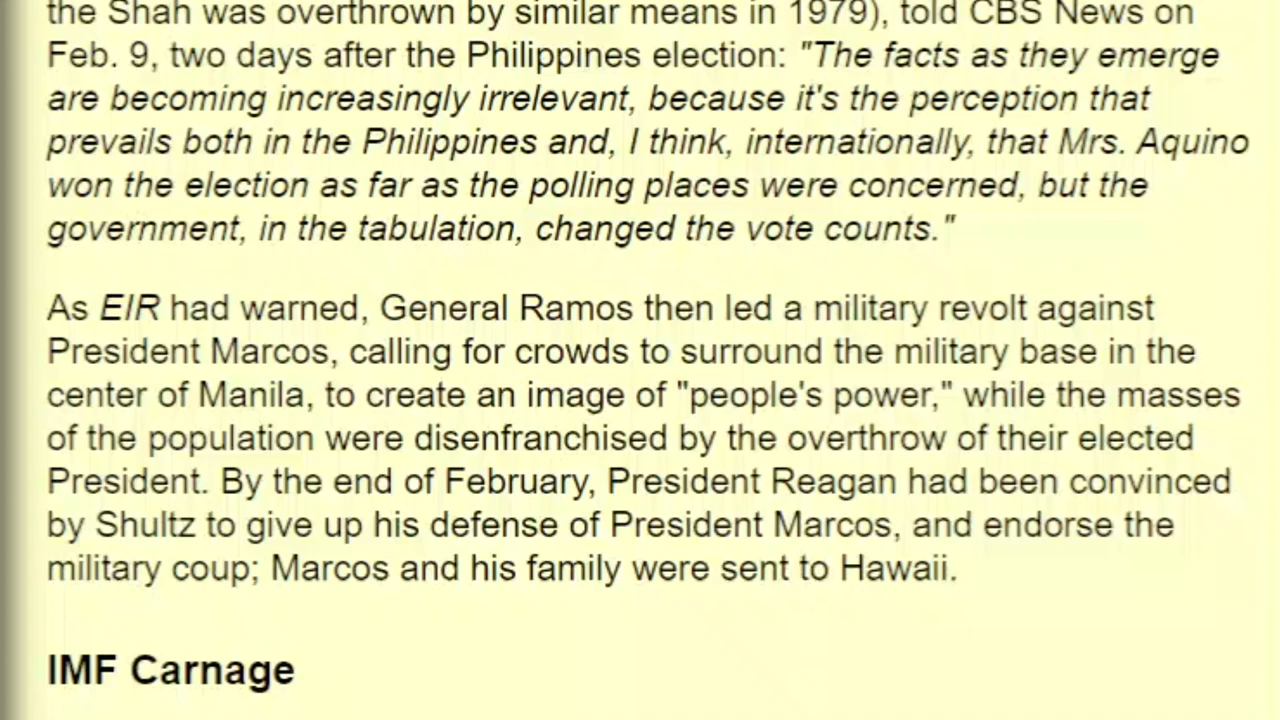 the Shah was overthrown by similar means in 1979), told CBS News on
Feb. 9, two days after the Philippines election: "The facts as they emerge
are becoming increasingly irrelevant, because it's the perception that
prevails both in the Philippines and, I think, internationally, that Mrs. Aquino
won the election as far as the polling places were concerned, but the
government, in the tabulation, changed the vote counts."
As EIR had warned, General Ramos then led a military revolt against
President Marcos, calling for crowds to surround the military base in the
center of Manila, to create an image of "people's power," while the masses
of the population were disenfranchised by the overthrow of their elected
President. By the end of February, President Reagan had been convinced
by Shultz to give up his defense of President Marcos, and endorse the
military coup; Marcos and his family were sent to Hawaii.
IMF Carnage